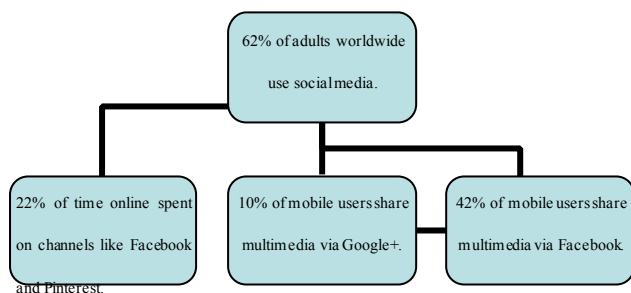 62% of adults worldwide
use social media.
22% of time online spent
on channels like Facebook
and Pinterest.
10% of mobile users share
multimedia via Google+.
42% of mobile users share
multimedia via Facebook.